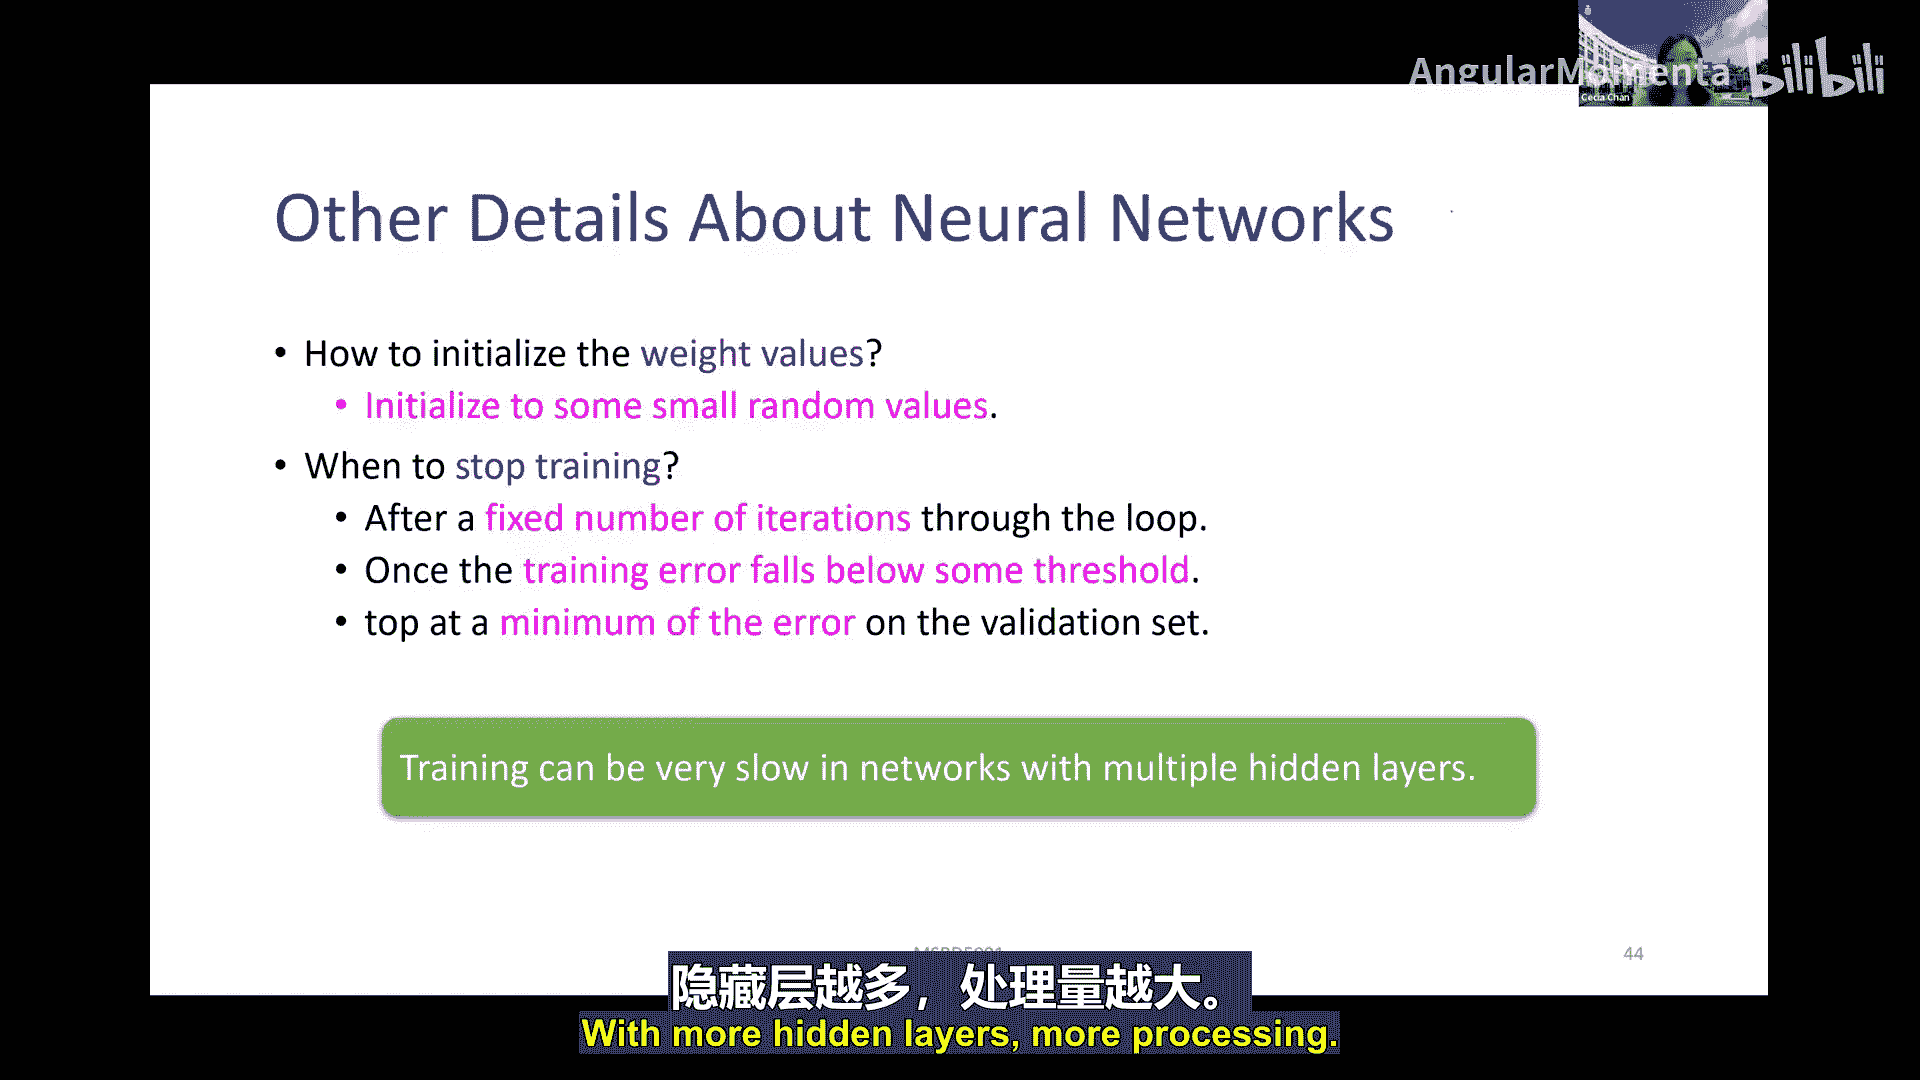 AngularMomenta bilibili
Cecia Chan
Other Details About Neural Networks
• How to initialize the weight values?
• Initialize to some small random values.
• When to stop training?
• After a fixed number of iterations through the loop.
• Once the training error falls below some threshold.
• top at a minimum of the error on the validation set.
Training can be very slow in networks with multiple hidden layers.
44
隐藏层越多，处理量越大。
With more hidden layers, more processing.